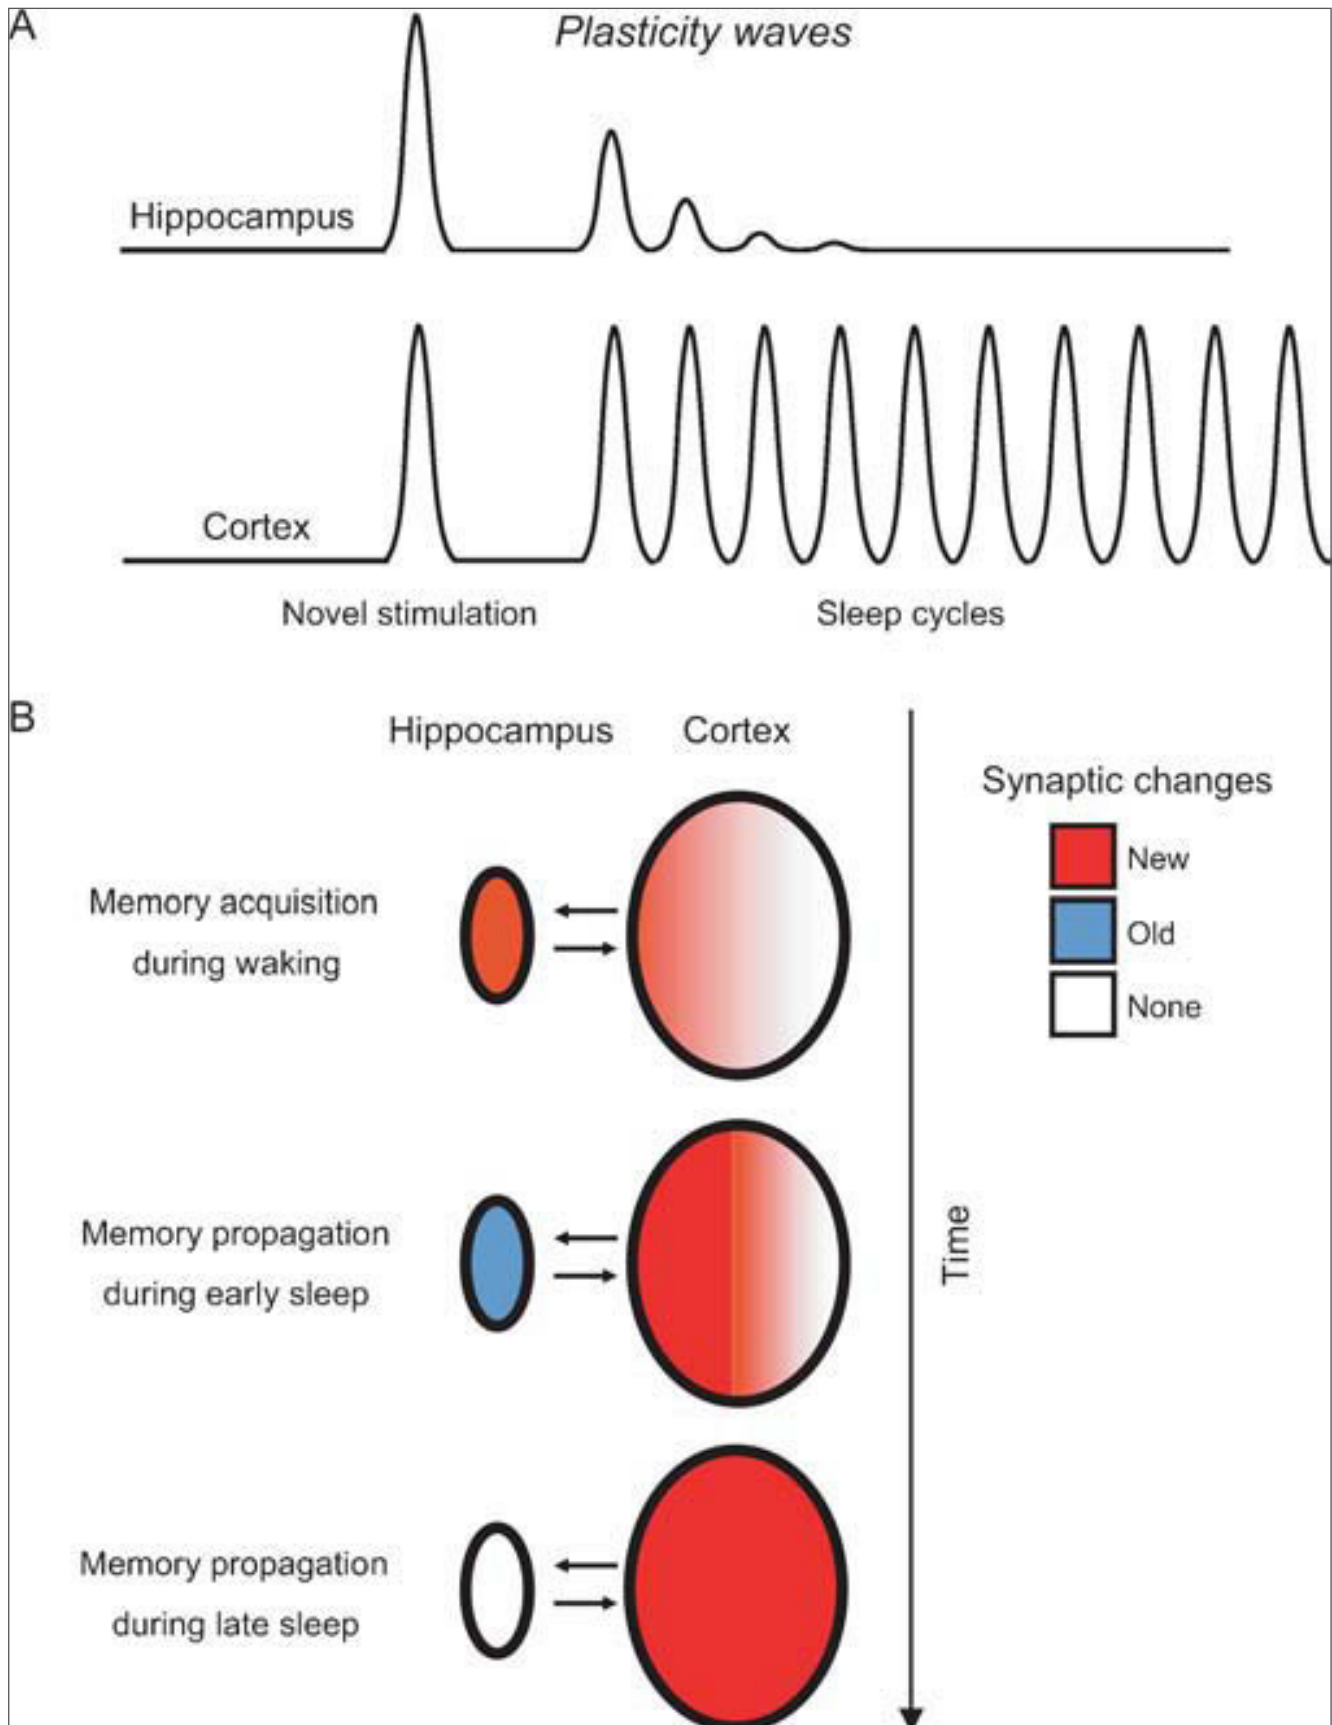 A
Plasticity waves
Hippocampus
Cortex
Novel stimulation
Sleep cycles
B
Hippocampus
Cortex
Synaptic changes
New
Old
None
Memory acquisition
during waking
Memory propagation
during early sleep
Time
Memory propagation
during late sleep